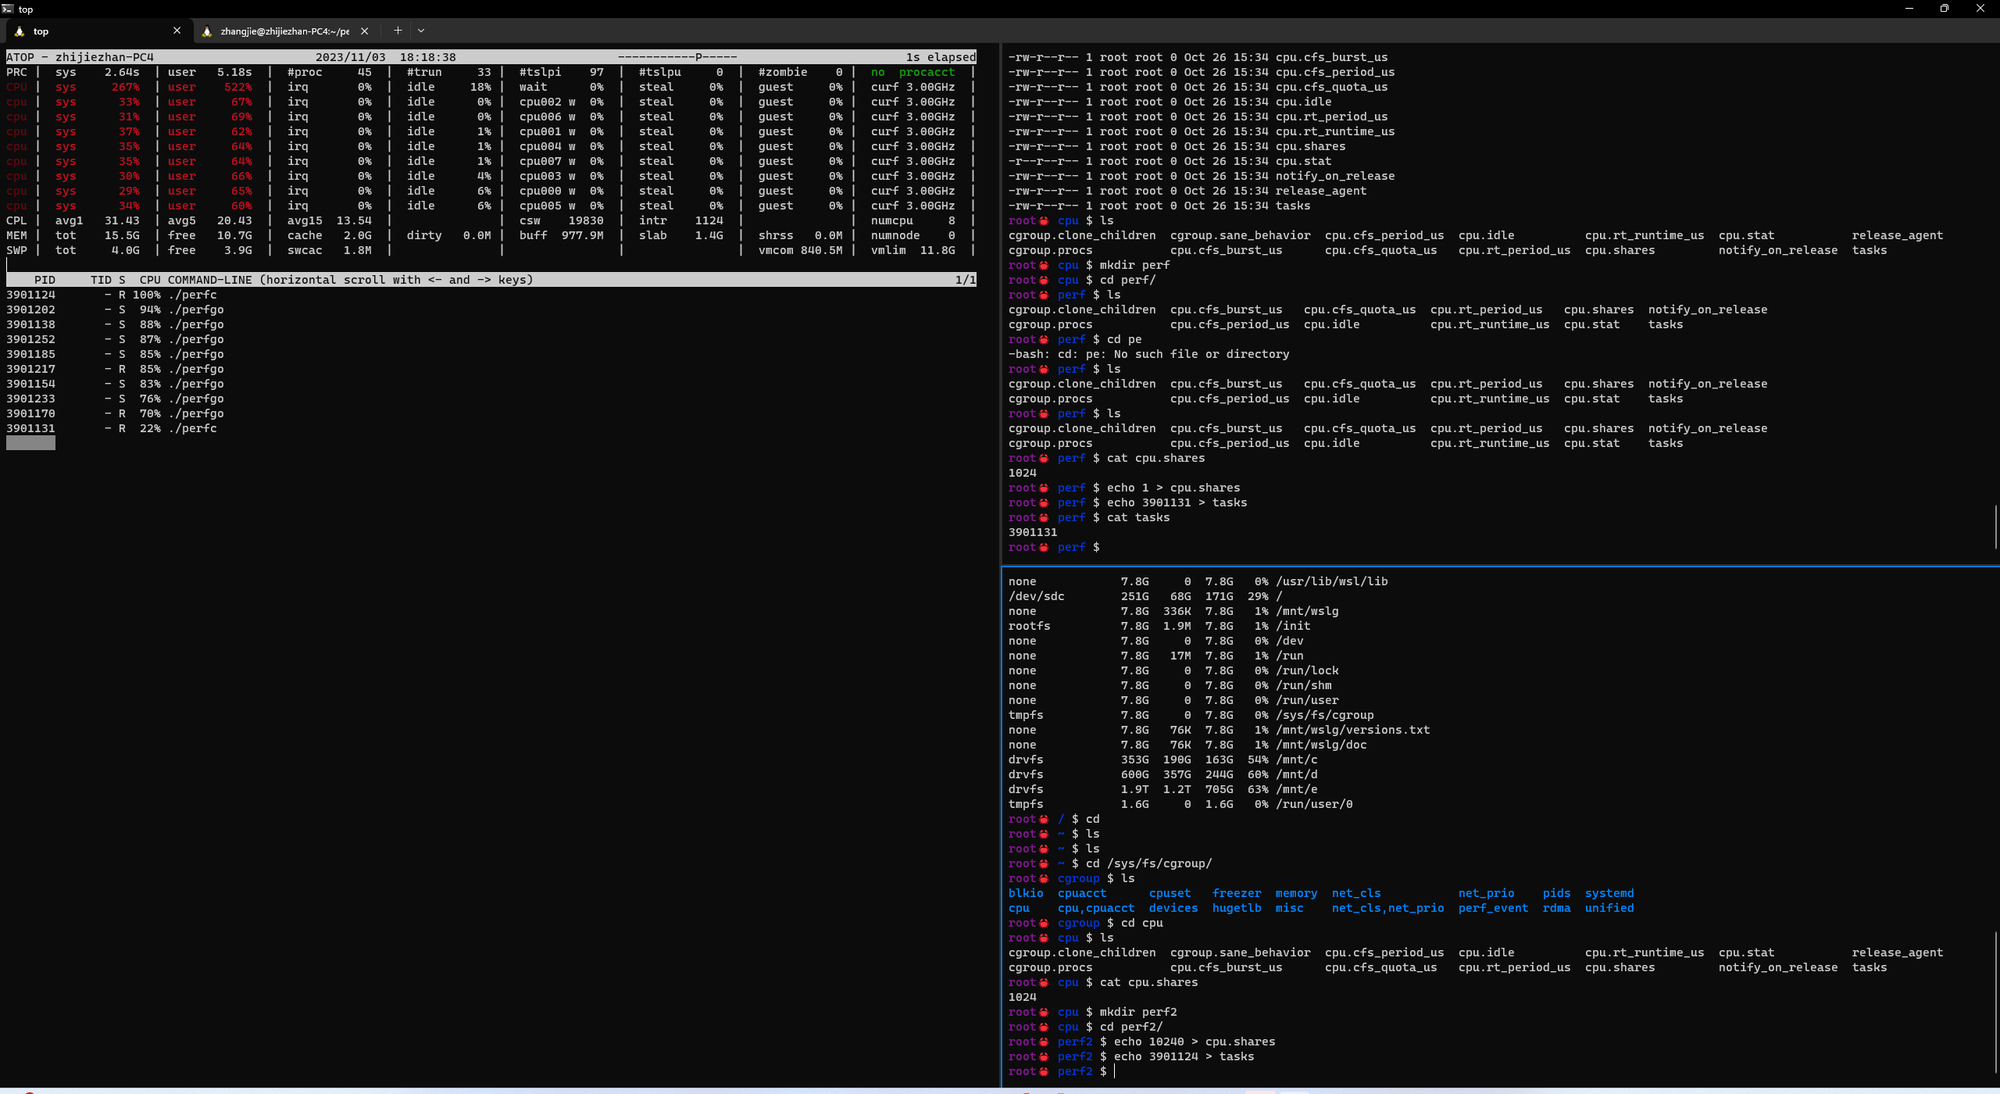 top
top
zhangjie@zhijiezhan-PC4:~/pe
ATOP - zhijiezhan-PC4 2023/11/03 18:18:38 -----------P----- 1s elapsed
PRC | sys 2.64s | user 5.18s | #proc 45 | #trun 33 | #tslpi 97 | #tslpu 0 | #zombie 0 | no procacct |
CPU | sys 267% | user 522% | irq 0% | idle 18% | wait 0% | steal 0% | guest 0% | curf 3.00GHz |
cpu | sys 33% | user 67% | irq 0% | idle 0% | cpu002 w 0% | steal 0% | guest 0% | curf 3.00GHz |
cpu | sys 31% | user 69% | irq 0% | idle 0% | cpu006 w 0% | steal 0% | guest 0% | curf 3.00GHz |
cpu | sys 37% | user 62% | irq 0% | idle 1% | cpu001 w 0% | steal 0% | guest 0% | curf 3.00GHz |
cpu | sys 35% | user 64% | irq 0% | idle 1% | cpu004 w 0% | steal 0% | guest 0% | curf 3.00GHz |
cpu | sys 35% | user 64% | irq 0% | idle 1% | cpu007 w 0% | steal 0% | guest 0% | curf 3.00GHz |
cpu | sys 30% | user 66% | irq 0% | idle 4% | cpu003 w 0% | steal 0% | guest 0% | curf 3.00GHz |
cpu | sys 29% | user 65% | irq 0% | idle 6% | cpu000 w 0% | steal 0% | guest 0% | curf 3.00GHz |
cpu | sys 34% | user 60% | irq 0% | idle 6% | cpu005 w 0% | steal 0% | guest 0% | curf 3.00GHz |
CPL | avg1 31.43 | avg5 20.43 | avg15 13.54 | | csw 19830 | intr 1124 | | numcpu 8 |
MEM | tot 15.5G | free 10.7G | cache 2.0G | dirty 0.0M | buff 977.9M | slab 1.4G | shrss 0.0M | numnode 0 |
SWP | tot 4.0G | free 3.9G | swcac 1.8M | | | | vmcom 840.5M | vmlim 11.8G |
PID TID S CPU COMMAND-LINE (horizontal scroll with <- and -> keys) 1/1
3901124 - R 100% ./perfc
3901202 - S 94% ./perfgo
3901138 - S 88% ./perfgo
3901252 - S 87% ./perfgo
3901185 - S 85% ./perfgo
3901217 - R 85% ./perfgo
3901154 - S 83% ./perfgo
3901233 - S 76% ./perfgo
3901170 - R 70% ./perfgo
3901131 - R 22% ./perfc
-rw-r--r-- 1 root root 0 Oct 26 15:34 cpu.cfs_burst_us
-rw-r--r-- 1 root root 0 Oct 26 15:34 cpu.cfs_period_us
-rw-r--r-- 1 root root 0 Oct 26 15:34 cpu.cfs_quota_us
-rw-r--r-- 1 root root 0 Oct 26 15:34 cpu.idle
-rw-r--r-- 1 root root 0 Oct 26 15:34 cpu.rt_period_us
-rw-r--r-- 1 root root 0 Oct 26 15:34 cpu.rt_runtime_us
-rw-r--r-- 1 root root 0 Oct 26 15:34 cpu.shares
-r--r--r-- 1 root root 0 Oct 26 15:34 cpu.stat
-rw-r--r-- 1 root root 0 Oct 26 15:34 notify_on_release
-rw-r--r-- 1 root root 0 Oct 26 15:34 release_agent
-rw-r--r-- 1 root root 0 Oct 26 15:34 tasks
root🦀 cpu $ ls
cgroup.clone_children cgroup.sane_behavior cpu.cfs_period_us cpu.idle cpu.rt_runtime_us cpu.stat release_agent
cgroup.procs cpu.cfs_burst_us cpu.cfs_quota_us cpu.rt_period_us cpu.shares notify_on_release tasks
root🦀 cpu $ mkdir perf
root🦀 cpu $ cd perf/
root🦀 perf $ ls
cgroup.clone_children cpu.cfs_burst_us cpu.cfs_quota_us cpu.rt_period_us cpu.shares notify_on_release
cgroup.procs cpu.cfs_period_us cpu.idle cpu.rt_runtime_us cpu.stat tasks
root🦀 perf $ cd pe
-bash: cd: pe: No such file or directory
root🦀 perf $ ls
cgroup.clone_children cpu.cfs_burst_us cpu.cfs_quota_us cpu.rt_period_us cpu.shares notify_on_release
cgroup.procs cpu.cfs_period_us cpu.idle cpu.rt_runtime_us cpu.stat tasks
root🦀 perf $ ls
cgroup.clone_children cpu.cfs_burst_us cpu.cfs_quota_us cpu.rt_period_us cpu.shares notify_on_release
cgroup.procs cpu.cfs_period_us cpu.idle cpu.rt_runtime_us cpu.stat tasks
root🦀 perf $ cat cpu.shares
1024
root🦀 perf $ echo 1 > cpu.shares
root🦀 perf $ echo 3901131 > tasks
root🦀 perf $ cat tasks
3901131
root🦀 perf $
none 7.8G 0 7.8G 0% /usr/lib/wsl/lib
/dev/sdc 251G 68G 171G 29% /
none 7.8G 336K 7.8G 1% /mnt/wslg
rootfs 7.8G 1.9M 7.8G 1% /init
none 7.8G 0 7.8G 0% /dev
none 7.8G 17M 7.8G 1% /run
none 7.8G 0 7.8G 0% /run/lock
none 7.8G 0 7.8G 0% /run/shm
none 7.8G 0 7.8G 0% /run/user
tmpfs 7.8G 0 7.8G 0% /sys/fs/cgroup
none 7.8G 76K 7.8G 1% /mnt/wslg/versions.txt
none 7.8G 76K 7.8G 1% /mnt/wslg/doc
drvfs 353G 190G 163G 54% /mnt/c
drvfs 600G 357G 244G 60% /mnt/d
drvfs 1.9T 1.2T 705G 63% /mnt/e
tmpfs 1.6G 0 1.6G 0% /run/user/0
root🦀 / $ cd
root🦀 ~ $ ls
root🦀 ~ $ ls
root🦀 ~ $ cd /sys/fs/cgroup/
root🦀 cgroup $ ls
blkio cpuacct cpuset freezer memory net_cls net_prio pids systemd
cpu cpu,cpuacct devices hugetlb misc net_cls,net_prio perf_event rdma unified
root🦀 cgroup $ cd cpu
root🦀 cpu $ ls
cgroup.clone_children cgroup.sane_behavior cpu.cfs_period_us cpu.idle cpu.rt_runtime_us cpu.stat release_agent
cgroup.procs cpu.cfs_burst_us cpu.cfs_quota_us cpu.rt_period_us cpu.shares notify_on_release tasks
root🦀 cpu $ cat cpu.shares
1024
root🦀 cpu $ mkdir perf2
root🦀 cpu $ cd perf2/
root🦀 perf2 $ echo 10240 > cpu.shares
root🦀 perf2 $ echo 3901124 > tasks
root🦀 perf2 $